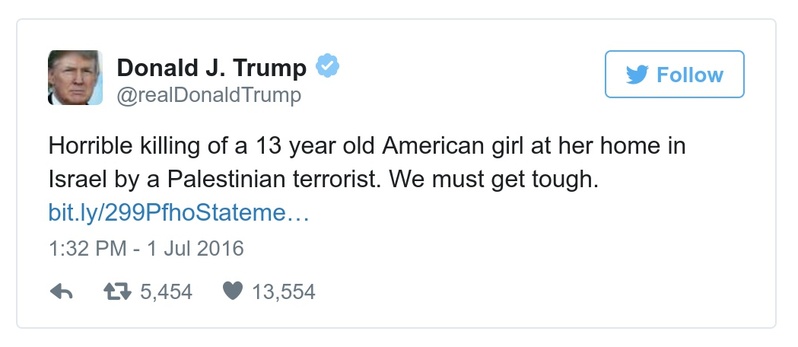 Donald J. Trump
@realDonaldTrump
Follow
Horrible killing of a 13 year old American girl at her home in
Israel by a Palestinian terrorist. We must get tough.
bit.ly/299PfhoStateme…
1:32 PM - 1 Jul 2016
5,454 13,554